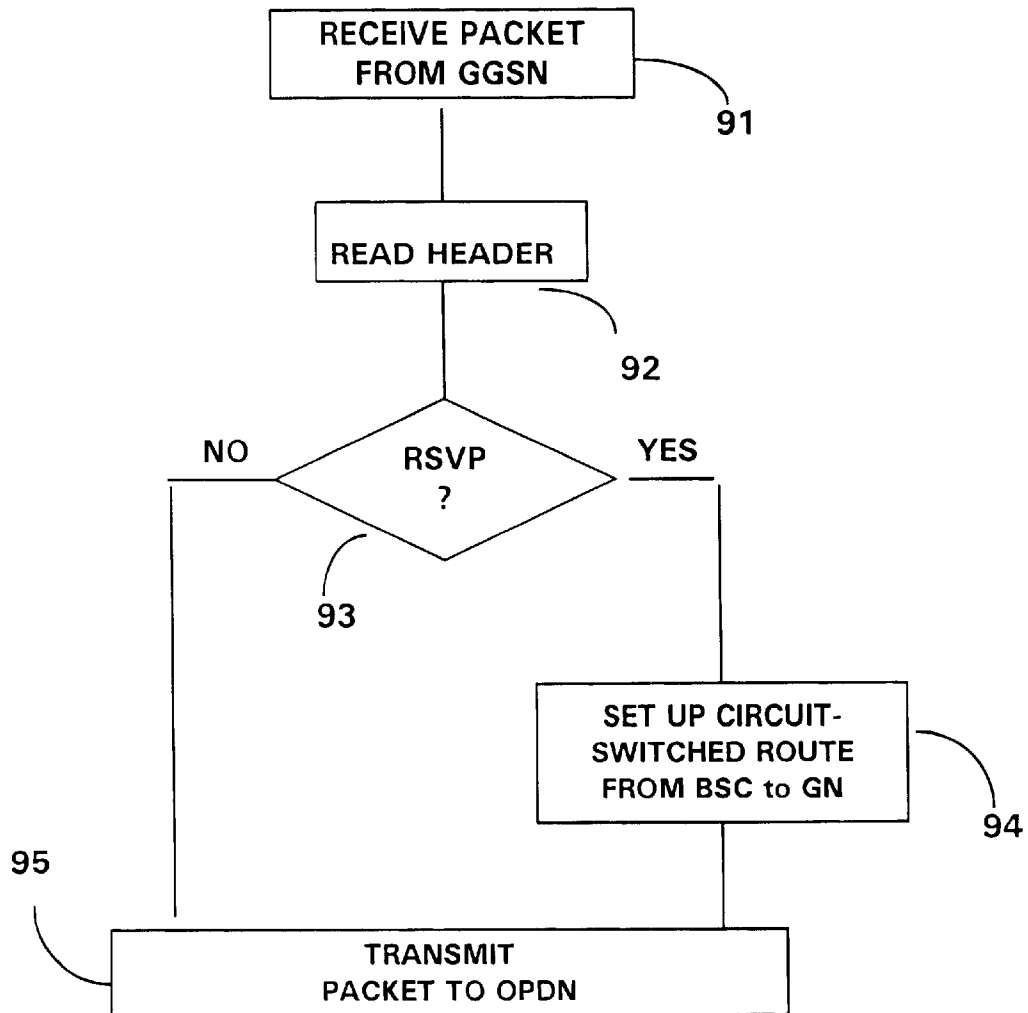 RECEIVE PACKET
FROM GGSN
91
READ HEADER
92
NO
RSVP
?
YES
93
SET UP CIRCUIT-
SWITCHED ROUTE
FROM BSC to GN
94
95
TRANSMIT
PACKET TO OPDN